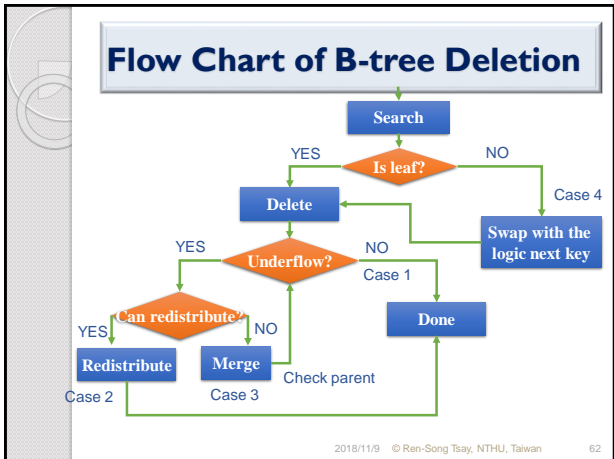 Flow Chart of B-tree Deletion
Search
YES
Is leaf?
NO
Case 4
Delete
Swap with the
logic next key
YES
Underflow?
NO
Case 1
Can redistribute?
Done
YES
NO
Redistribute
Merge
Check parent
Case 2
Case 3
2018/11/9 © Ren-Song Tsay, NTHU, Taiwan 62